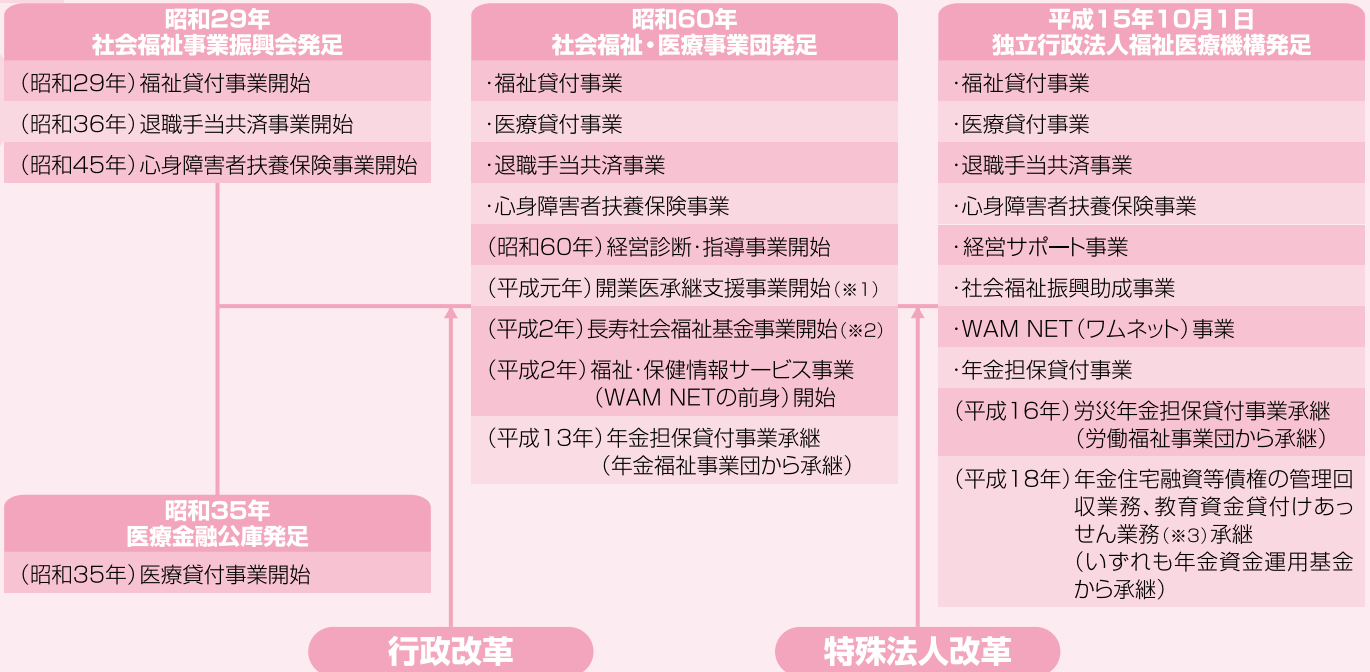 昭和29年
社会福祉事業振興会発足
（昭和29年）福祉貸付事業開始
（昭和36年）退職手当共済事業開始
（昭和45年）心身障害者扶養保険事業開始
昭和35年
医療金融公庫発足
（昭和35年）医療貸付事業開始
行政改革
昭和60年
社会福祉・医療事業団発足
・福祉貸付事業
・医療貸付事業
・退職手当共済事業
・心身障害者扶養保険事業
（昭和60年）経営診断・指導事業開始
（平成元年）開業医承継支援事業開始（※1）
（平成2年）長寿社会福祉基金事業開始（※2）
（平成2年）福祉・保健情報サービス事業
（WAM NETの前身）開始
（平成13年）年金担保貸付事業承継
（年金福祉事業団から承継）
特殊法人改革
平成15年10月1日
独立行政法人福祉医療機構発足
・福祉貸付事業
・医療貸付事業
・退職手当共済事業
・心身障害者扶養保険事業
・経営サポート事業
・社会福祉振興助成事業
・WAM NET（ワムネット）事業
・年金担保貸付事業
（平成16年）労災年金担保貸付事業承継
（労働福祉事業団から承継）
（平成18年）年金住宅融資等債権の管理回
収業務、教育資金貸付けあっ
せん業務（※3）承継
（いずれも年金資金運用基金
から承継）